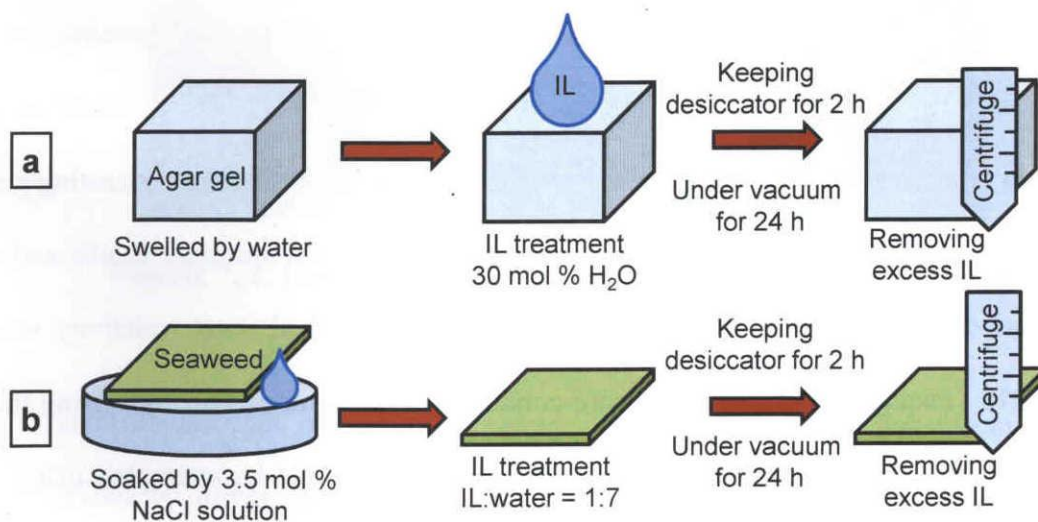 a
Agar gel
Swelled by water
IL
IL treatment
30 mol % H₂O
Keeping
desiccator for 2 h
Under vacuum
for 24 h
Centrifuge
Removing
excess IL
b
Seaweed
Soaked by 3.5 mol %
NaCl solution
IL treatment
IL:water = 1:7
Keeping
desiccator for 2 h
Under vacuum
for 24 h
Centrifuge
Removing
excess IL